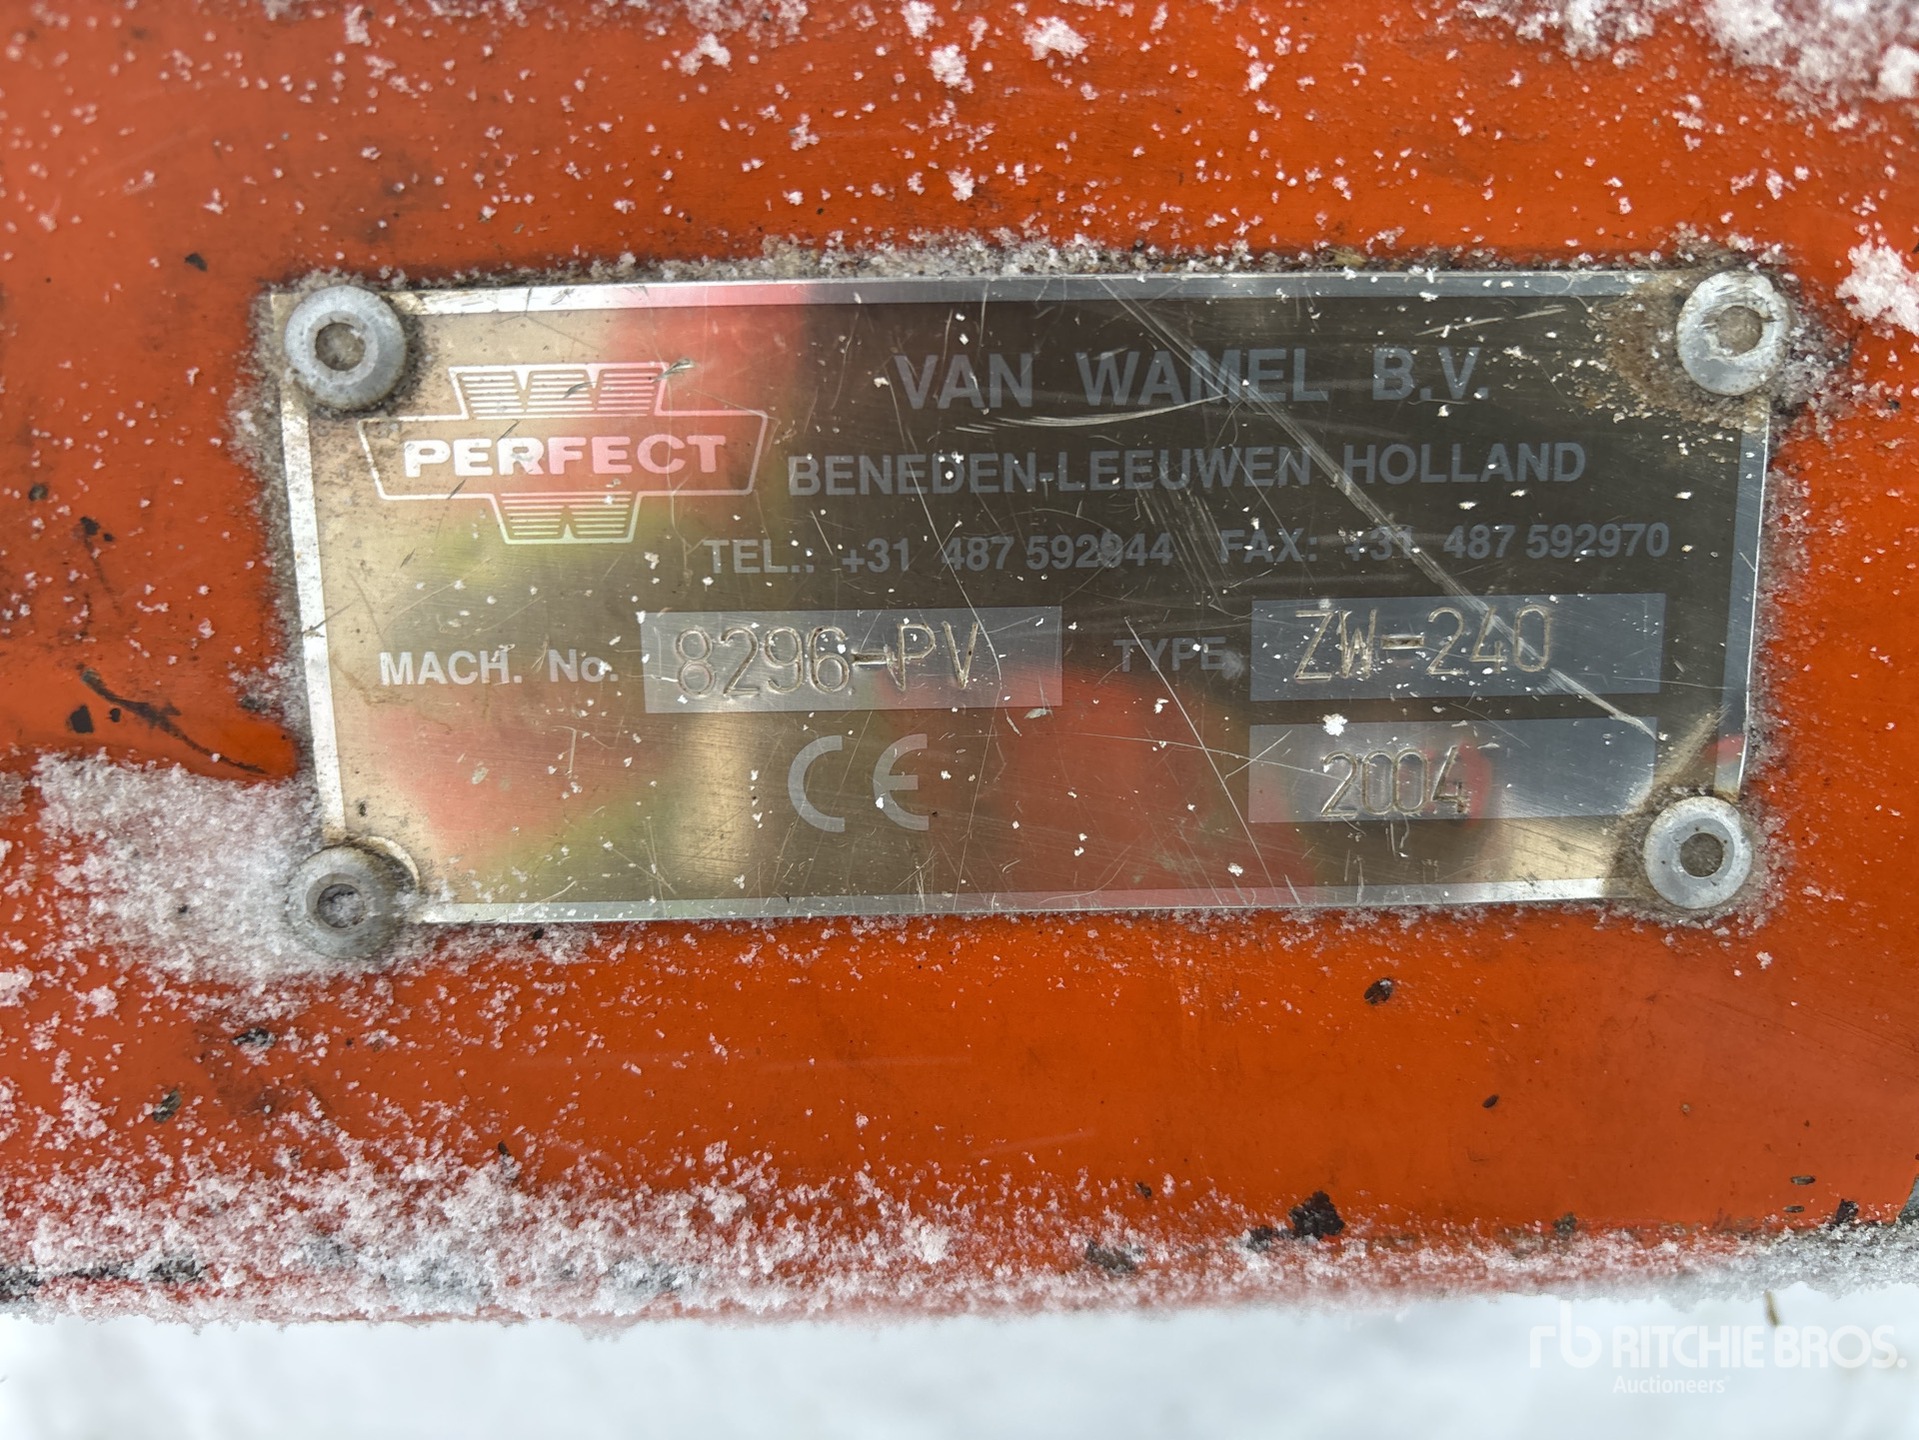 PERFECT
VAN WAMEL B.V.
BENEDEN-LEEUWEN HOLLAND
TEL.: +31 487 592944 FAX: +31 487 592970
MACH. No. 8296-PV TYPE ZW-240
CE 2004
rb RITCHIE BROS.
Auctioneers